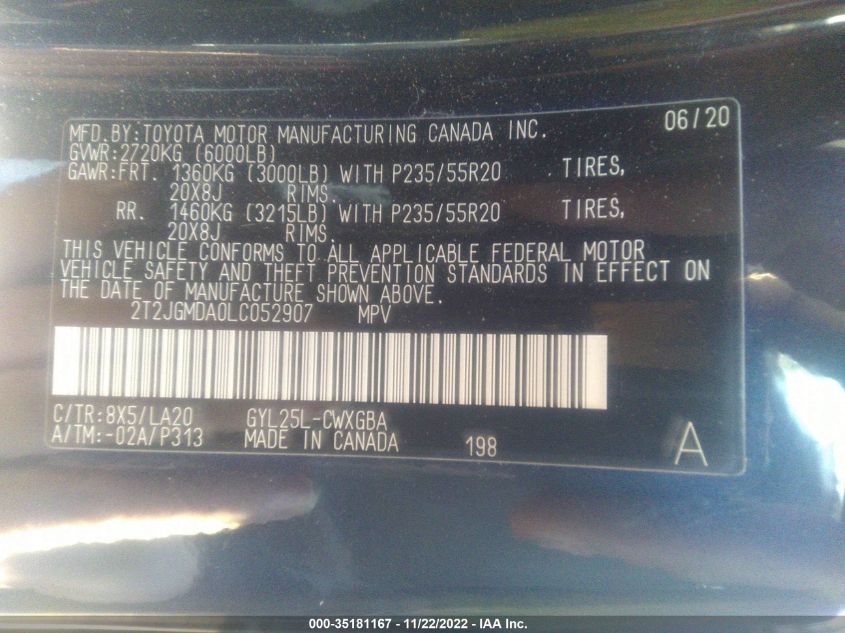 MFD.BY:TOYOTA MOTOR MANUFACTURING CANADA INC. 06/20
GVWR:2720KG (6000LB)
GAWR:FRT. 1360KG (3000LB) WITH P235/55R20 TIRES,
20X8J RIMS.
RR. 1460KG (3215LB) WITH P235/55R20 TIRES,
20X8J RIMS.
THIS VEHICLE CONFORMS TO ALL APPLICABLE FEDERAL MOTOR
VEHICLE SAFETY AND THEFT PREVENTION STANDARDS IN EFFECT ON
THE DATE OF MANUFACTURE SHOWN ABOVE.
2T2JGMDA0LC052907 MPV
C/TR:8X5/LA20 GYL25L-CWXGBA
A/TM:-02A/P313 MADE IN CANADA 198 A
000-35181167 - 11/22/2022 - IAA Inc.